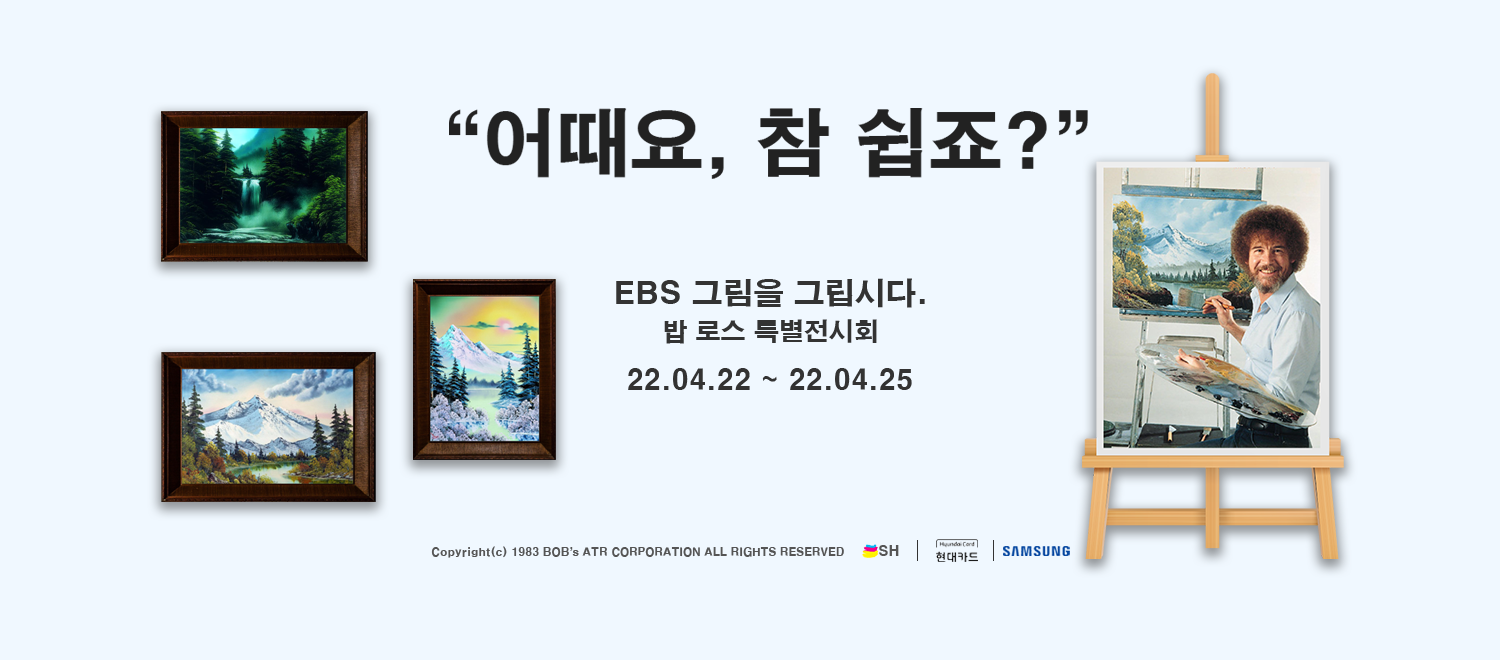 “어때요, 참 쉽죠?”
EBS 그림을 그립시다.
밥 로스 특별전시회
22.04.22 ~ 22.04.25
Copyright(c) 1983 BOB's ATR CORPORATION ALL RIGHTS RESERVED
SH
Hyundai Card
현대카드
SAMSUNG